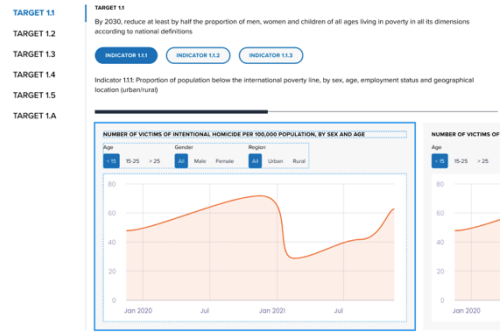 TARGET 1.1
TARGET 1.2
TARGET 1.3
TARGET 1.4
TARGET 1.5
TARGET 1.A
TARGET 1.1
By 2030, reduce at least by half the proportion of men, women and children of all ages living in poverty in all its dimensions
according to national definitions
INDICATOR 1.1.1
INDICATOR 1.1.2
INDICATOR 1.1.3
Indicator 1.1.1: Proportion of population below the international poverty line, by sex, age, employment status and geographical
location (urban/rural)
NUMBER OF VICTIMS OF INTENTIONAL HOMICIDE PER 100,000 POPULATION, BY SEX AND AGE
Age Gender Region
< 15 15-25 > 25 All Male Female All Urban Rural
80
60
40
20
0
Jan 2020 Jul Jan 2021 Jul
NUMBER OF VICTIMS OF
Age
< 15 15-25 > 25
80
60
40
20
0
Jan 2020